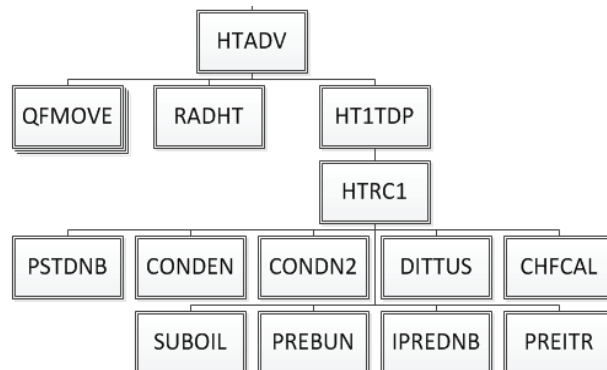 HTADV
QFMOVE RADHT HT1TDP
HTRC1
PSTDNB CONDEN CONDN2 DITTUS CHFCAL
SUBOIL PREBUN IPREDNB PREITR